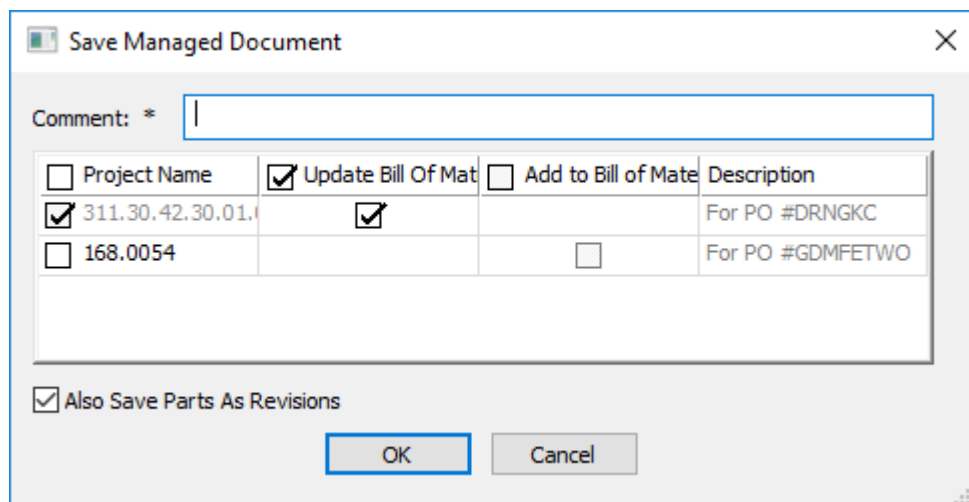 Save Managed Document
Comment: *
Project Name Update Bill Of Mat Add to Bill of Mate Description
311.30.42.30.01. For PO #DRNGKC
168.0054 For PO #GDMFETWO
Also Save Parts As Revisions
OK Cancel